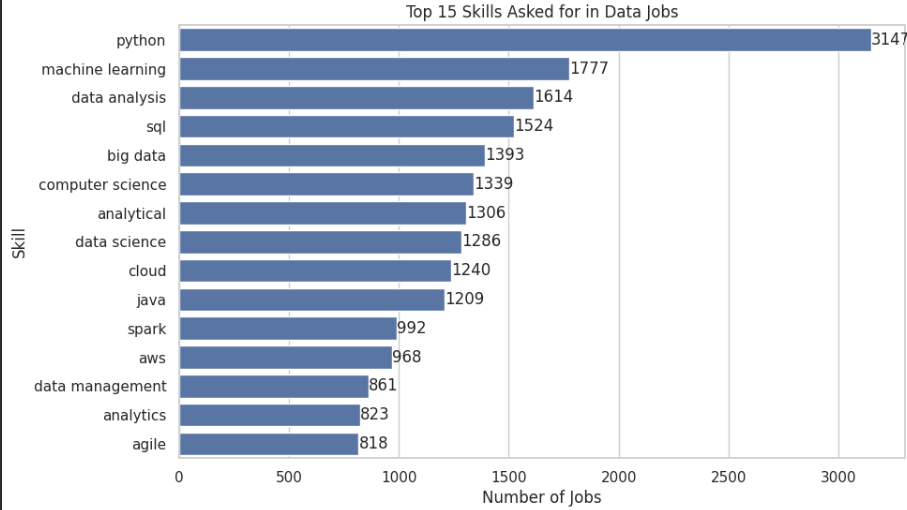 Top 15 Skills Asked for in Data Jobs
Skill
python 3147
machine learning 1777
data analysis 1614
sql 1524
big data 1393
computer science 1339
analytical 1306
data science 1286
cloud 1240
java 1209
spark 992
aws 968
data management 861
analytics 823
agile 818
0 500 1000 1500 2000 2500 3000
Number of Jobs